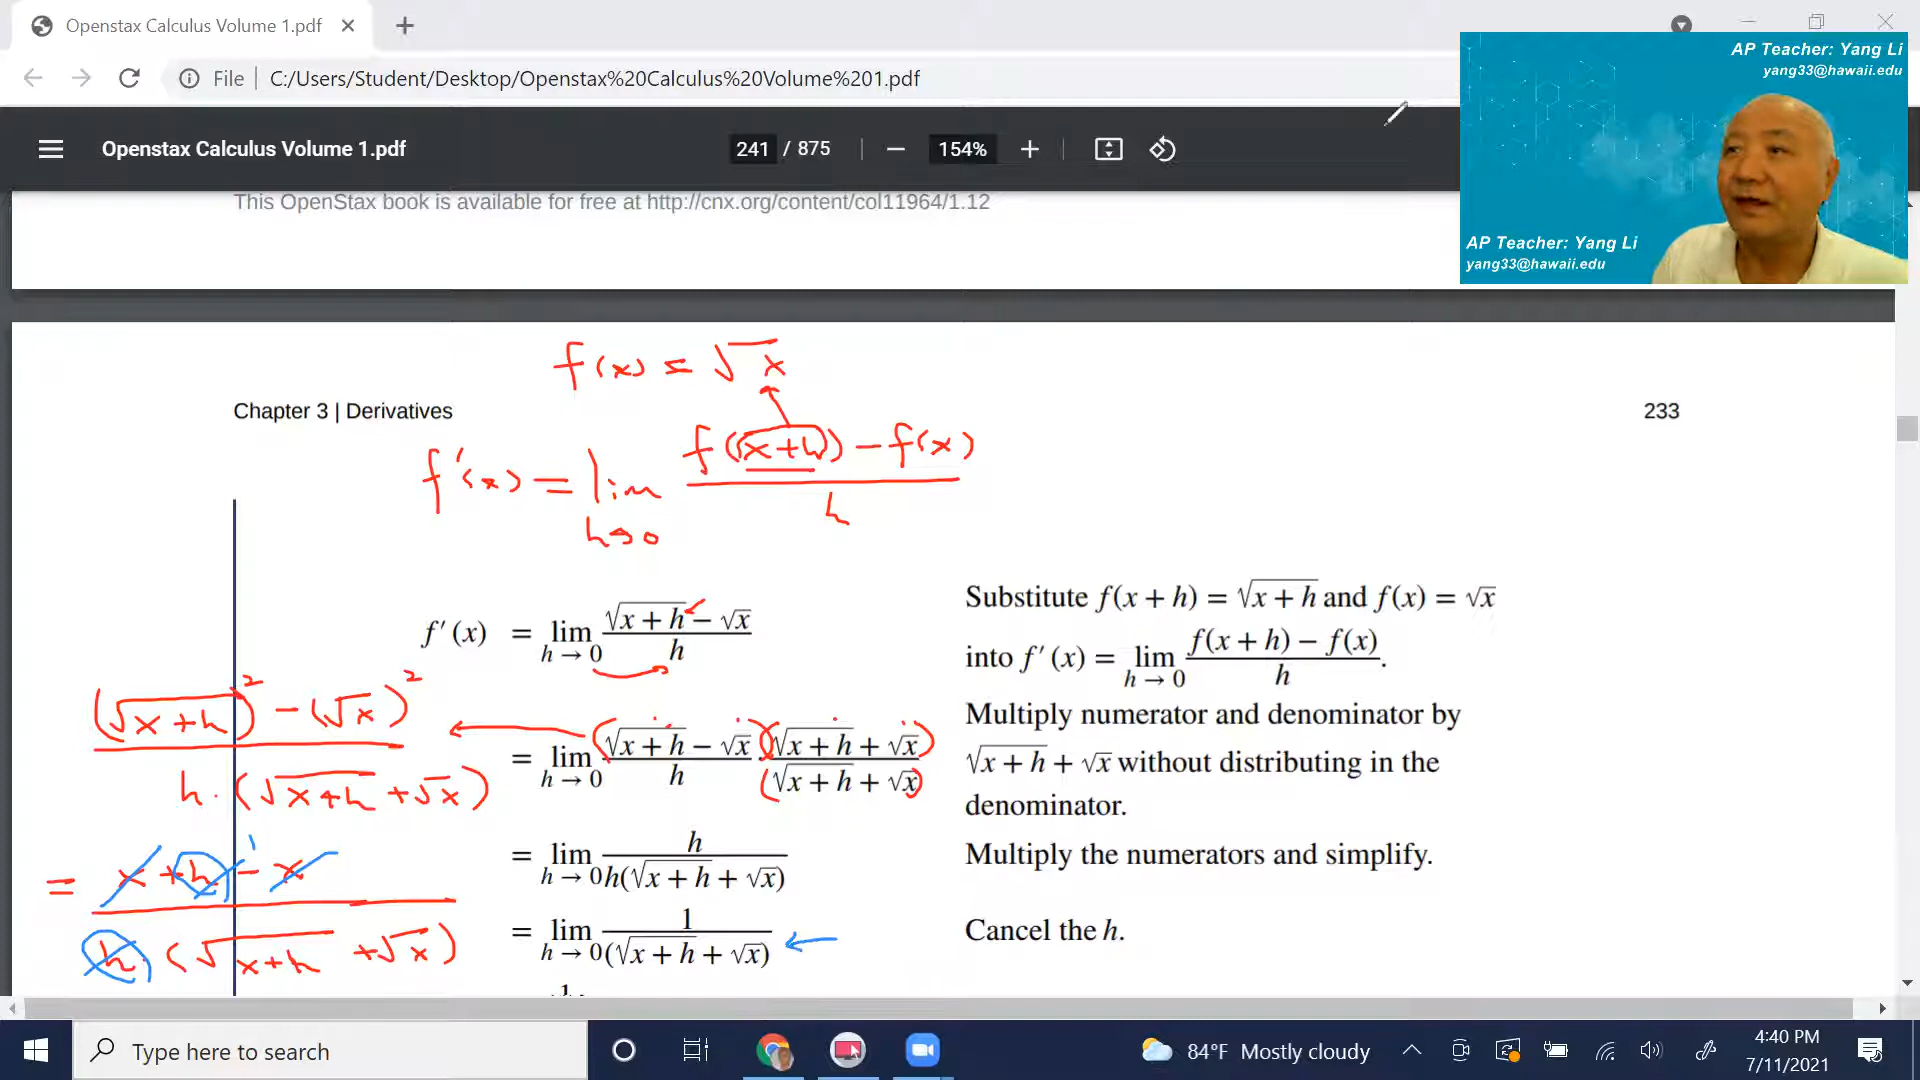 Openstax Calculus Volume 1.pdf
File | C:/Users/Student/Desktop/Openstax%20Calculus%20Volume%201.pdf
AP Teacher: Yang Li
yang33@hawaii.edu
Openstax Calculus Volume 1.pdf
241 / 875
154%
AP Teacher: Yang Li
yang33@hawaii.edu
This OpenStax book is available for free at http://cnx.org/content/col11964/1.12
f(x) = √x
Chapter 3 | Derivatives
233
f'(x) = lim h→0 (f(x+h) − f(x)) / h
f′(x) = lim h → 0 (√(x + h) − √x) / h
Substitute f(x + h) = √(x + h) and f(x) = √x
into f′(x) = lim h → 0 (f(x + h) − f(x)) / h.
((√(x+h))² − (√x)²) / (h · (√(x+h) + √x))
= lim h → 0 (√(x + h) − √x) / h · (√(x + h) + √x) / (√(x + h) + √x)
Multiply numerator and denominator by
√(x + h) + √x without distributing in the
denominator.
= (x + h − x) / (h · (√(x+h) + √x))
1
= lim h → 0 h / (h(√(x + h) + √x))
Multiply the numerators and simplify.
= lim h → 0 1 / (√(x + h) + √x)
Cancel the h.
Type here to search
84°F Mostly cloudy
4:40 PM
7/11/2021